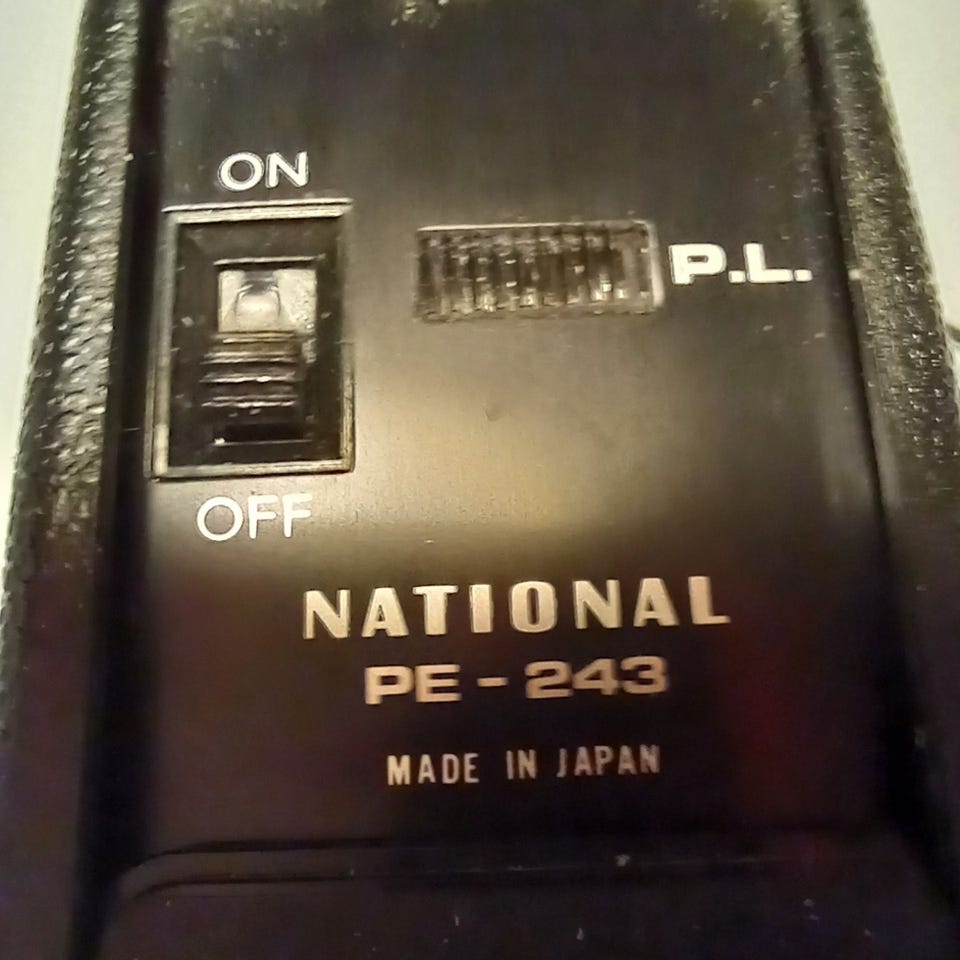 ON
P.L.
OFF
NATIONAL
PE-243
MADE IN JAPAN